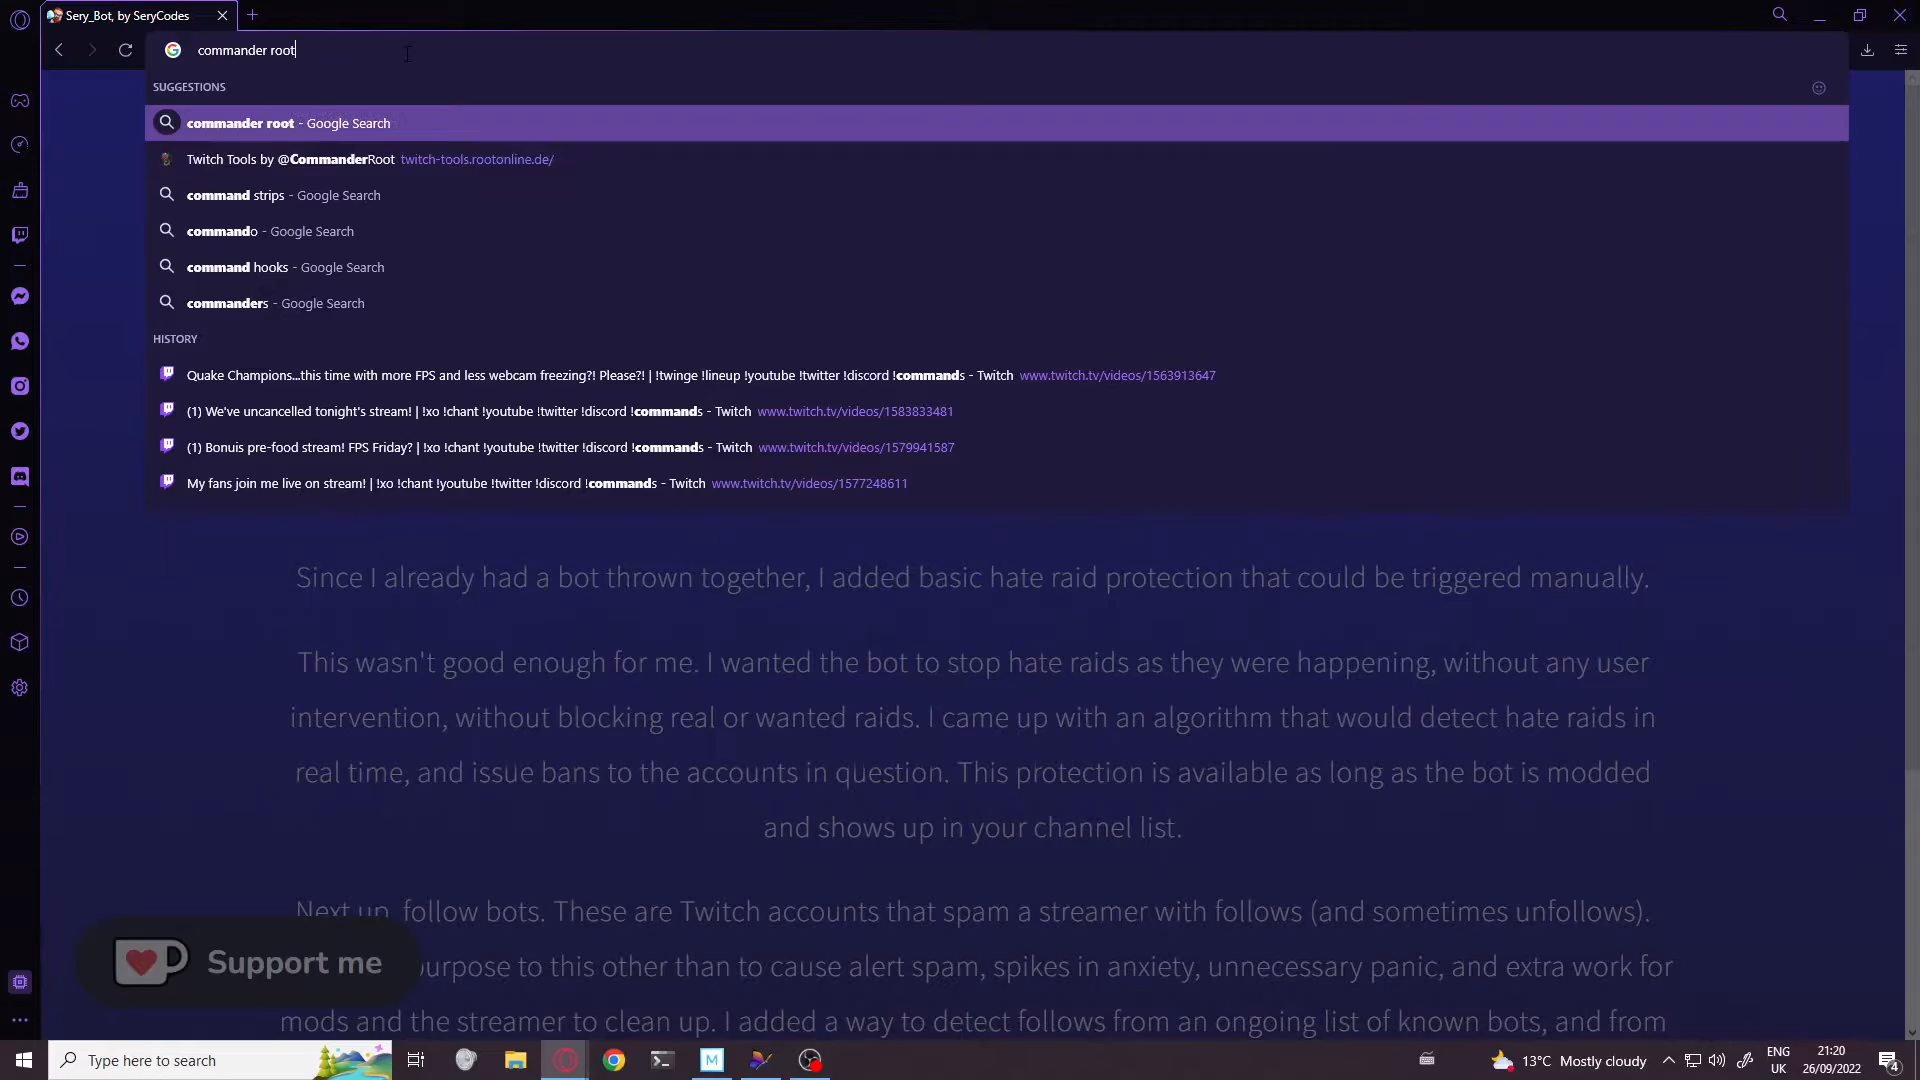 Sery_Bot, by SeryCodes
commander root
SUGGESTIONS
commander root - Google Search
Twitch Tools by @CommanderRoot twitch-tools.rootonline.de/
command strips - Google Search
commando - Google Search
command hooks - Google Search
commanders - Google Search
HISTORY
Quake Champions...this time with more FPS and less webcam freezing?! Please?! | !twinge !lineup !youtube !twitter !discord !commands - Twitch www.twitch.tv/videos/1563913647
(1) We've uncancelled tonight's stream! | !xo !chant !youtube !twitter !discord !commands - Twitch www.twitch.tv/videos/1583833481
(1) Bonuis pre-food stream! FPS Friday? | !xo !chant !youtube !twitter !discord !commands - Twitch www.twitch.tv/videos/1579941587
My fans join me live on stream! | !xo !chant !youtube !twitter !discord !commands - Twitch www.twitch.tv/videos/1577248611
Since I already had a bot thrown together, I added basic hate raid protection that could be triggered manually.
This wasn't good enough for me. I wanted the bot to stop hate raids as they were happening, without any user
intervention, without blocking real or wanted raids. I came up with an algorithm that would detect hate raids in
real time, and issue bans to the accounts in question. This protection is available as long as the bot is modded
and shows up in your channel list.
Next up, follow bots. These are Twitch accounts that spam a streamer with follows (and sometimes unfollows).
urpose to this other than to cause alert spam, spikes in anxiety, unnecessary panic, and extra work for
mods and the streamer to clean up. I added a way to detect follows from an ongoing list of known bots, and from
Support me
Type here to search
13°C Mostly cloudy
ENG
UK
21:20
26/09/2022
4